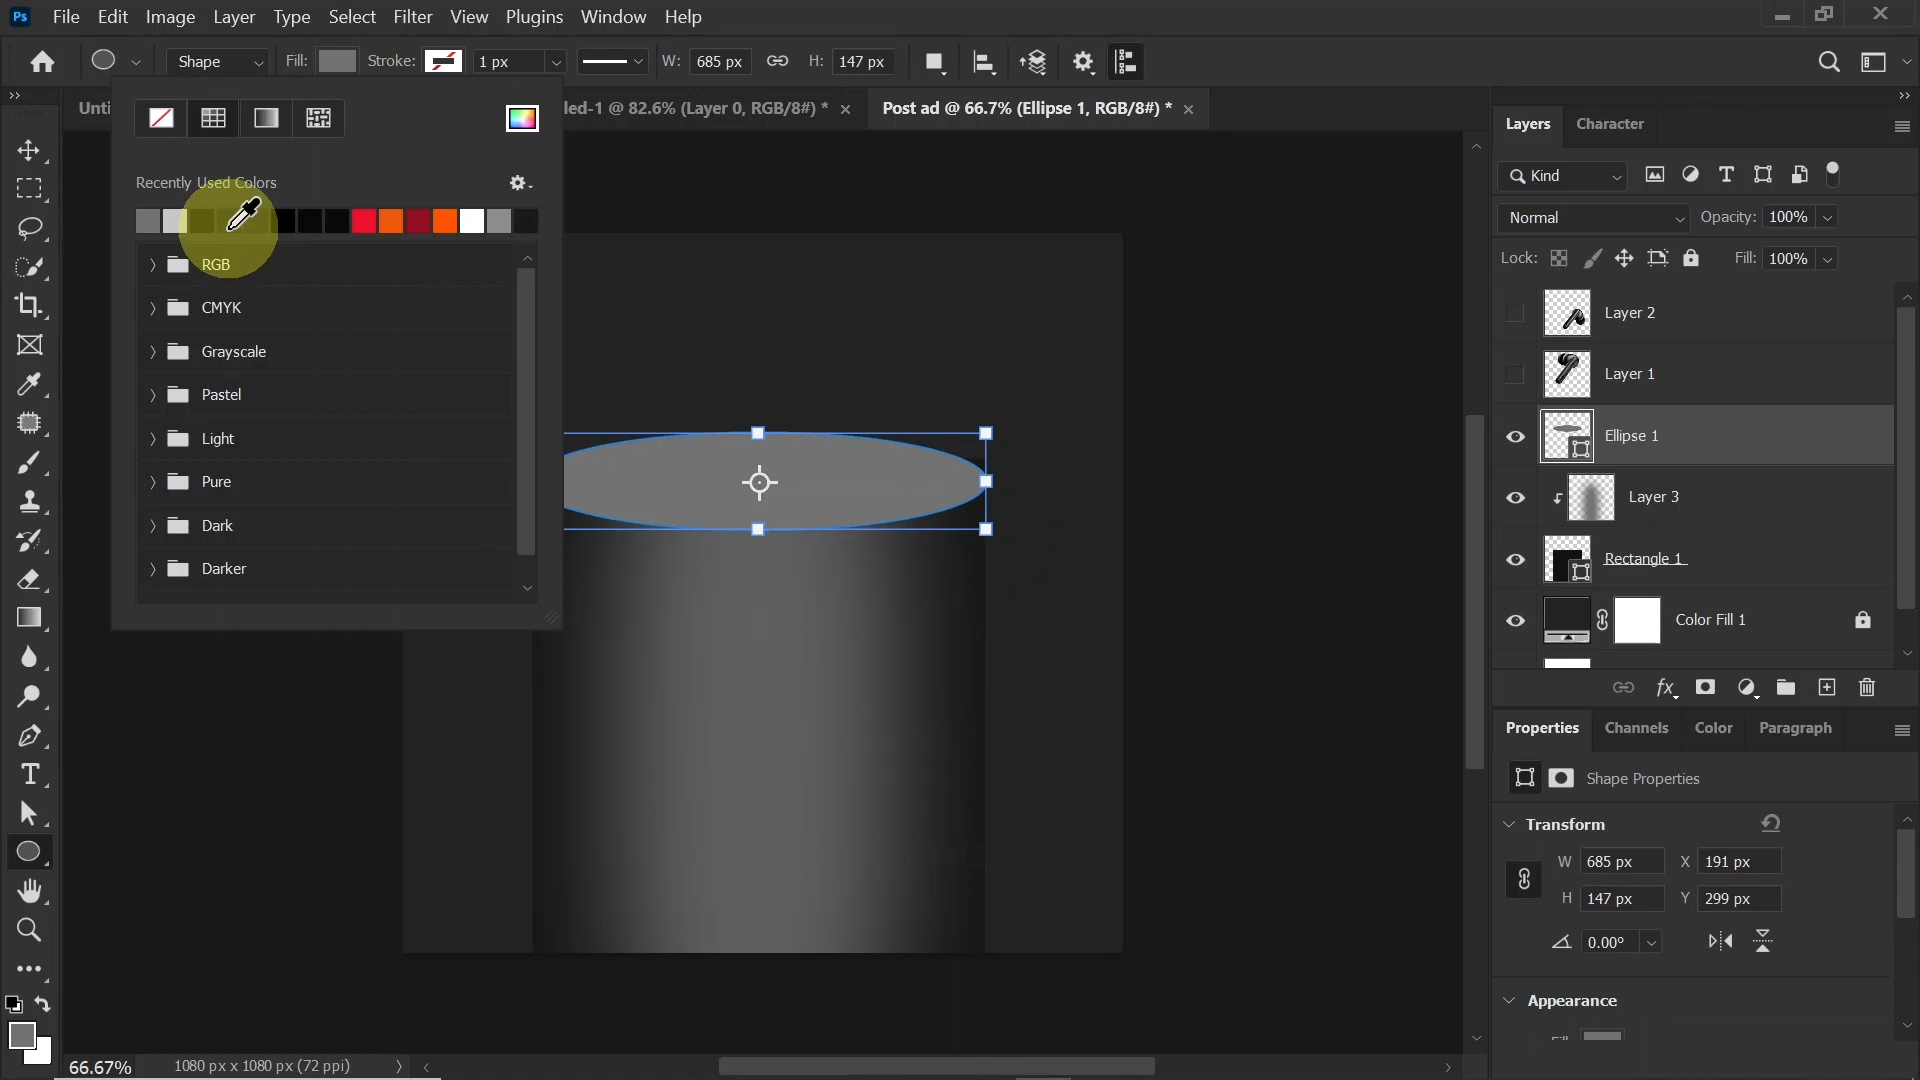 Ps File Edit Image Layer Type Select Filter View Plugins Window Help
Shape Fill: Stroke: 1 px W: 685 px H: 147 px
Unti led-1 @ 82.6% (Layer 0, RGB/8#) * Post ad @ 66.7% (Ellipse 1, RGB/8#) *
Recently Used Colors
RGB
CMYK
Grayscale
Pastel
Light
Pure
Dark
Darker
Layers Character
Kind
Normal Opacity: 100%
Lock: Fill: 100%
Layer 2
Layer 1
Ellipse 1
Layer 3
Rectangle 1
Color Fill 1
fx
Properties Channels Color Paragraph
Shape Properties
Transform
W 685 px X 191 px
H 147 px Y 299 px
0.00°
Appearance
66.67% 1080 px x 1080 px (72 ppi)